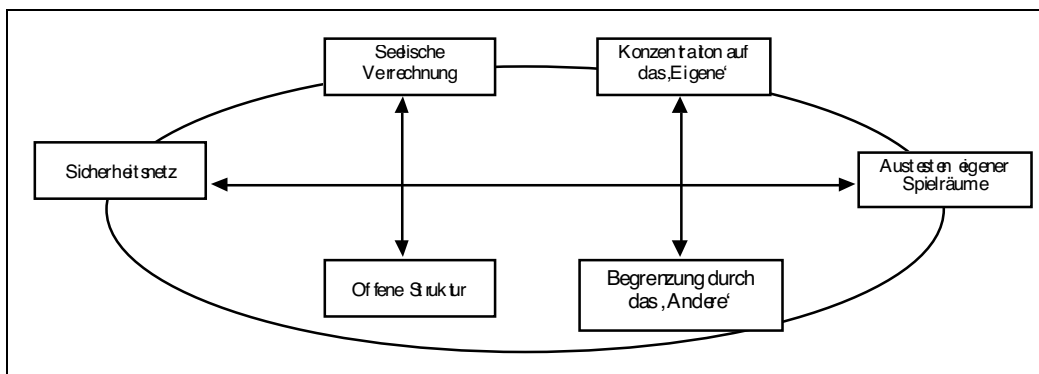 Seelische
Verrechnung
Konzentration auf
das ‚Eigene‘
Sicherheitsnetz
Austesten eigener
Spielräume
Offene Struktur
Begrenzung durch
das ‚Andere‘